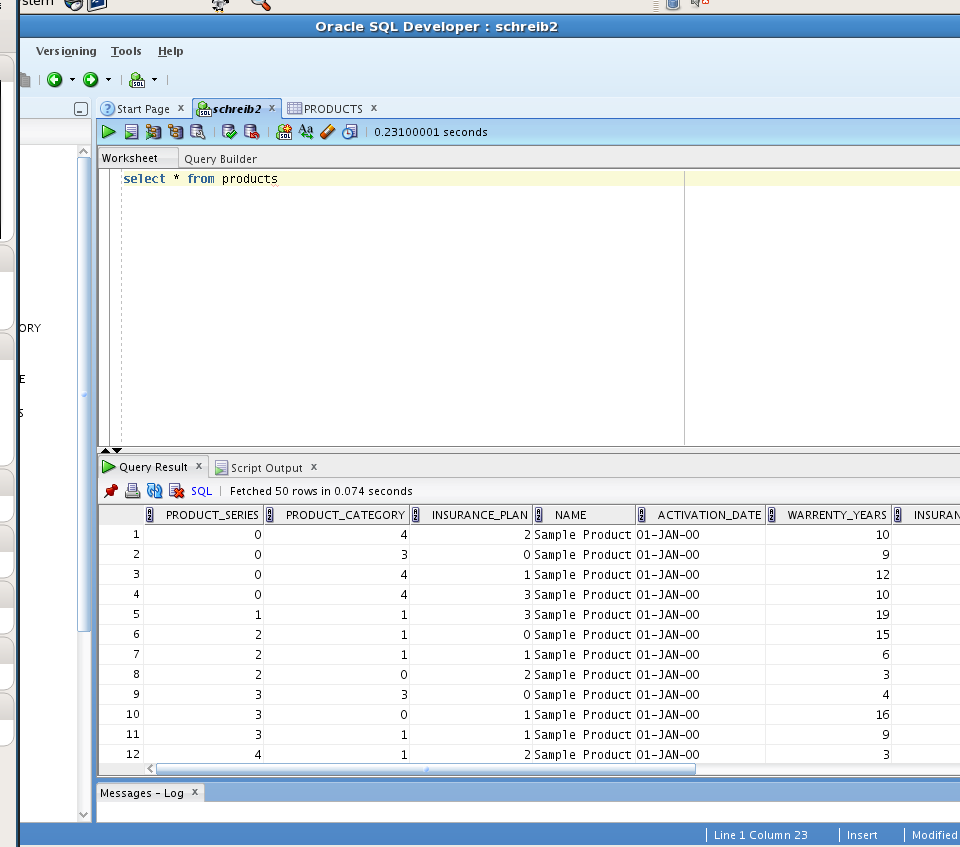 stem
Oracle SQL Developer : schreib2
Versioning Tools Help
Start Page x schreib2 x PRODUCTS x
0.23100001 seconds
Worksheet Query Builder
select * from products
ORY
E
S
Query Result x Script Output x
SQL | Fetched 50 rows in 0.074 seconds
PRODUCT_SERIES PRODUCT_CATEGORY INSURANCE_PLAN NAME ACTIVATION_DATE WARRENTY_YEARS INSURAN
1 0 4 2 Sample Product 01-JAN-00 10
2 0 3 0 Sample Product 01-JAN-00 9
3 0 4 1 Sample Product 01-JAN-00 12
4 0 4 3 Sample Product 01-JAN-00 10
5 1 1 3 Sample Product 01-JAN-00 19
6 2 1 0 Sample Product 01-JAN-00 15
7 2 1 1 Sample Product 01-JAN-00 6
8 2 0 2 Sample Product 01-JAN-00 3
9 3 3 0 Sample Product 01-JAN-00 4
10 3 0 1 Sample Product 01-JAN-00 16
11 3 1 1 Sample Product 01-JAN-00 9
12 4 1 2 Sample Product 01-JAN-00 3
Messages - Log x
Line 1 Column 23 | Insert | Modified